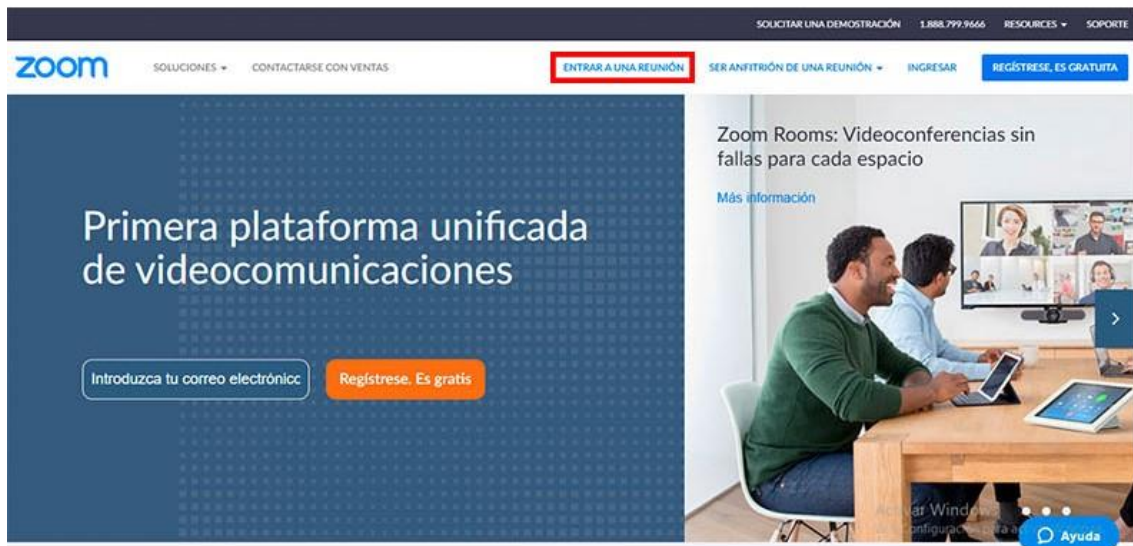 SOLICITAR UNA DEMOSTRACIÓN 1.888.799.9666 RESOURCES SOPORTE
zoom SOLUCIONES CONTACTARSE CON VENTAS ENTRAR A UNA REUNIÓN SER ANFITRIÓN DE UNA REUNIÓN INGRESAR REGÍSTRESE, ES GRATUITA
Primera plataforma unificada
de videocomunicaciones
Introduzca tu correo electrónicc Regístrese. Es gratis
Zoom Rooms: Videoconferencias sin
fallas para cada espacio
Más información
var Windows
Ayuda